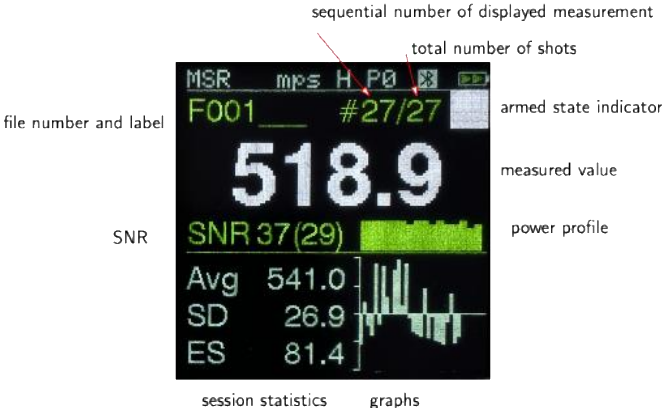 sequential number of displayed measurement
total number of shots
MSR mps H P0
file number and label
F001___ #27/27
armed state indicator
518.9
measured value
SNR
SNR 37(29)
power profile
Avg 541.0
SD 26.9
ES 81.4
session statistics
graphs